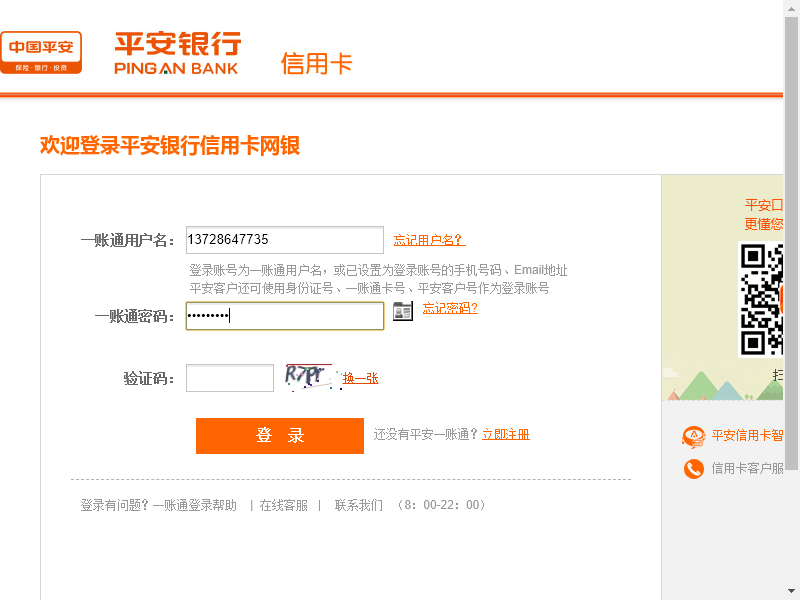 中国平安
保险·银行·投资
平安银行
PING AN BANK
信用卡
欢迎登录平安银行信用卡网银
一账通用户名：
13728647735
忘记用户名?
登录账号为一账通用户名，或已设置为登录账号的手机号码、Email地址
平安客户还可使用身份证号、一账通卡号、平安客户号作为登录账号
一账通密码：
•••••••••
忘记密码?
验证码：
R7Pr
换一张
登 录
还没有平安一账通？立即注册
登录有问题？一账通登录帮助 | 在线客服 | 联系我们 （8：00-22：00）
平安口
更懂您
扫
平安信用卡智
信用卡客户服